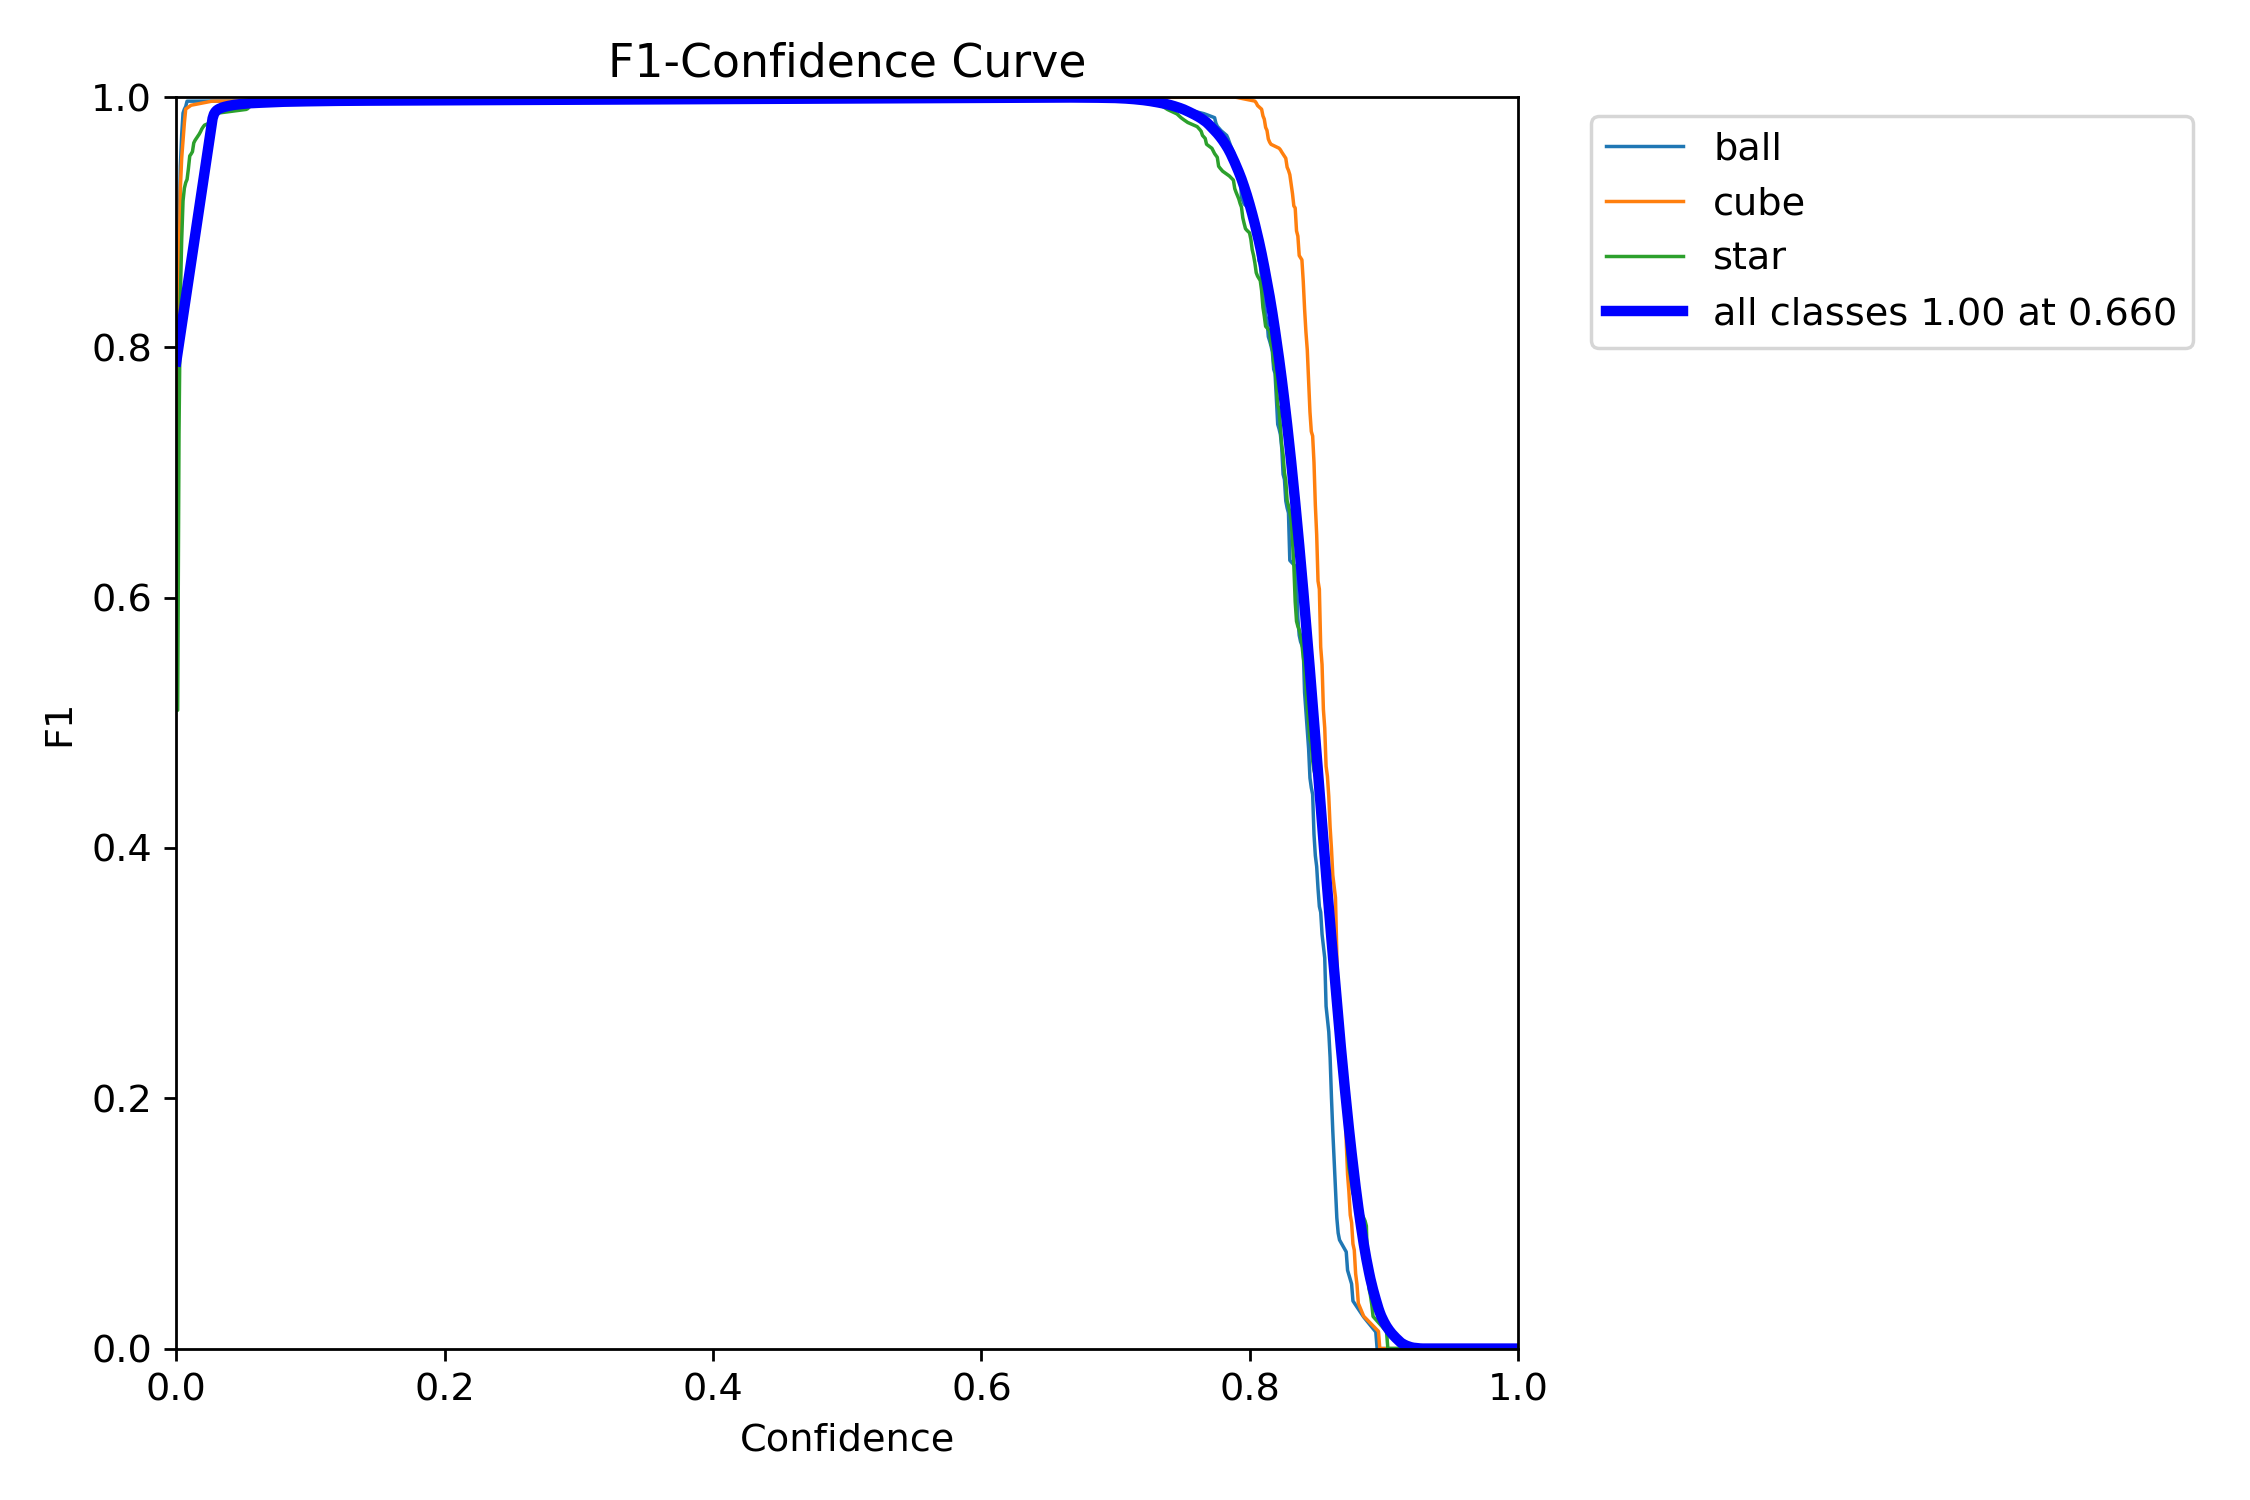 F1-Confidence Curve
1.0
0.8
0.6
0.4
0.2
0.0
F1
0.0 0.2 0.4 0.6 0.8 1.0
Confidence
ball
cube
star
all classes 1.00 at 0.660